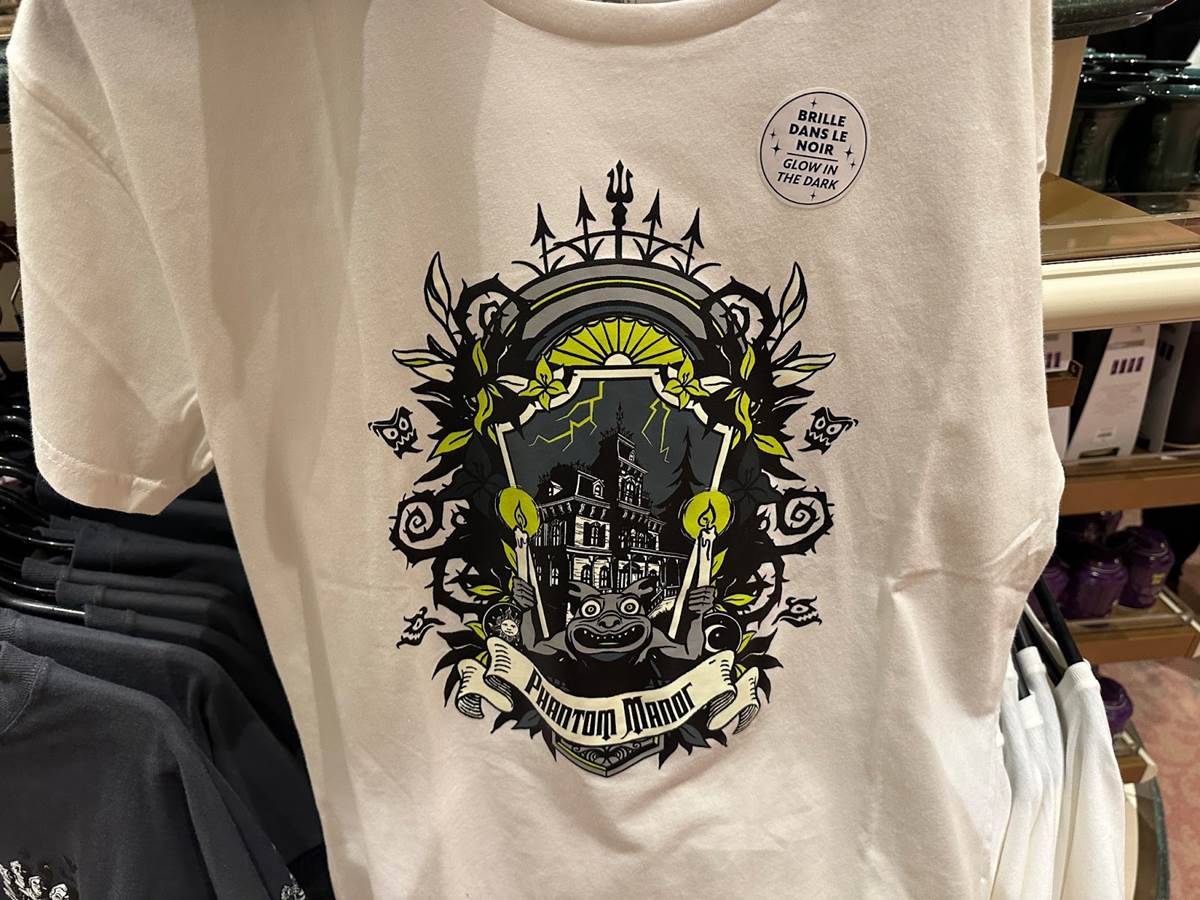 BRILLE
DANS LE
NOIR
GLOW IN
THE DARK
PHANTOM MANOR